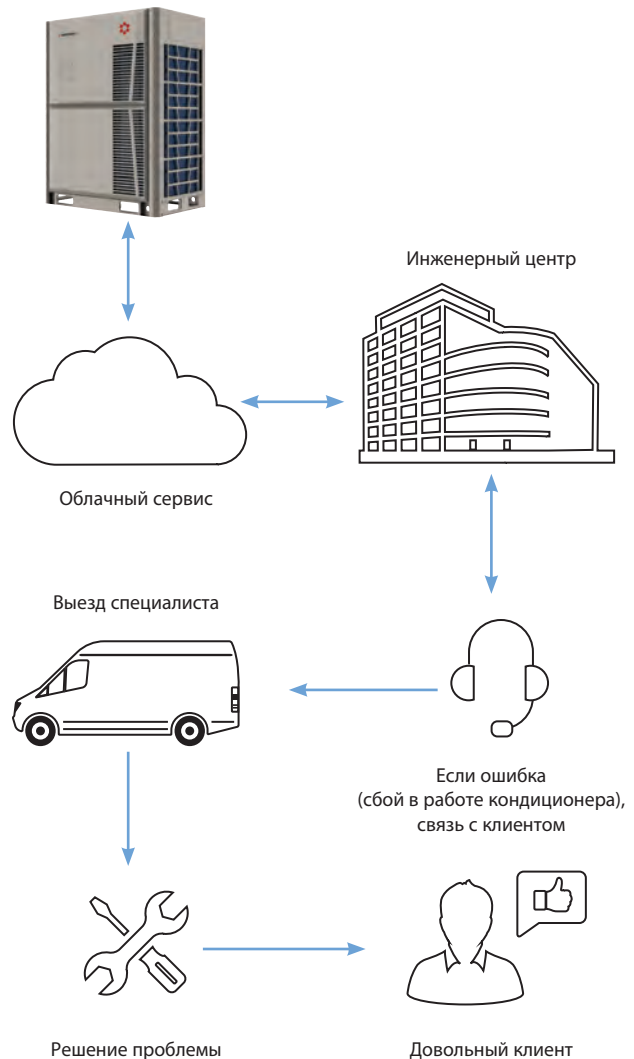 Инженерный центр
Облачный сервис
Выезд специалиста
Если ошибка
(сбой в работе кондиционера),
связь с клиентом
Решение проблемы
Довольный клиент